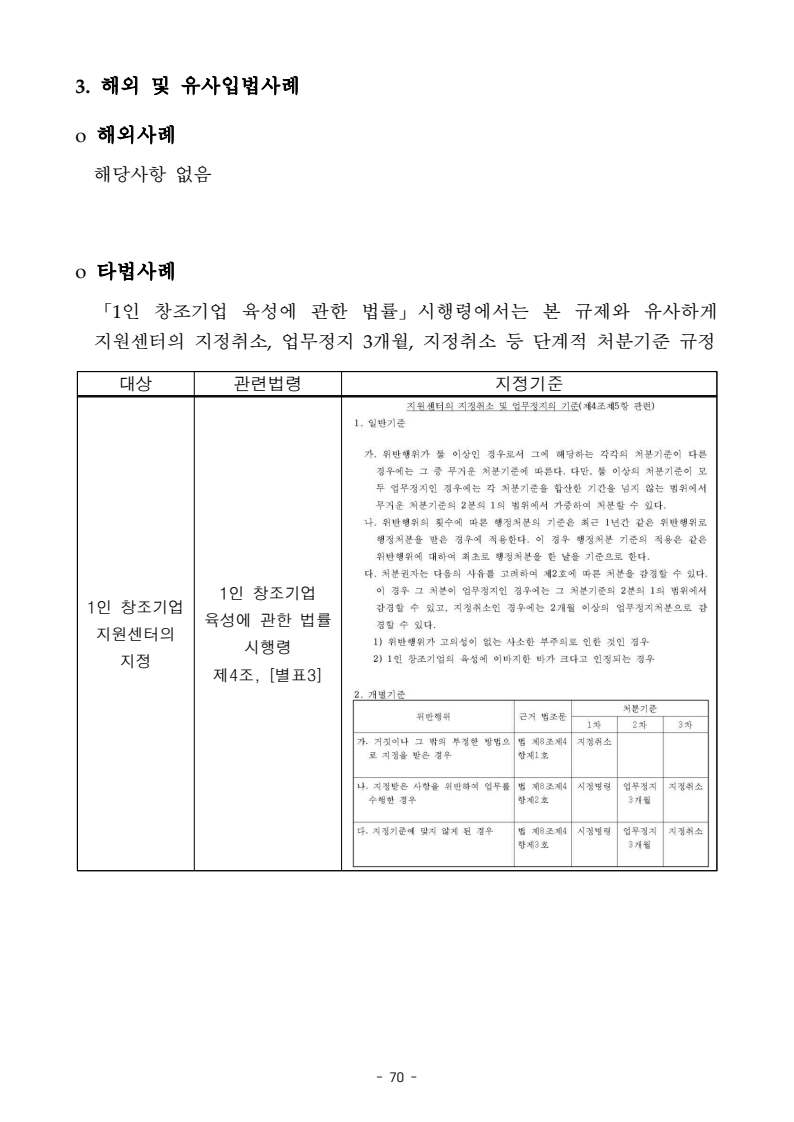 3. 해외 및 유사입법사례
o 해외사례
해당사항 없음
o 타법사례
「1인 창조기업 육성에 관한 법률」시행령에서는 본 규제와 유사하게
지원센터의 지정취소, 업무정지 3개월, 지정취소 등 단계적 처분기준 규정
대상 관련법령 지정기준
1인 창조기업
지원센터의
지정
1인 창조기업
육성에 관한 법률
시행령
제4조, [별표3]
지원센터의 지정취소 및 업무정지의 기준(제4조제5항 관련)
1. 일반기준
가. 위반행위가 둘 이상인 경우로서 그에 해당하는 각각의 처분기준이 다른
경우에는 그 중 무거운 처분기준에 따른다. 다만, 둘 이상의 처분기준이 모
두 업무정지인 경우에는 각 처분기준을 합산한 기간을 넘지 않는 범위에서
무거운 처분기준의 2분의 1의 범위에서 가중하여 처분할 수 있다.
나. 위반행위의 횟수에 따른 행정처분의 기준은 최근 1년간 같은 위반행위로
행정처분을 받은 경우에 적용한다. 이 경우 행정처분 기준의 적용은 같은
위반행위에 대하여 최초로 행정처분을 한 날을 기준으로 한다.
다. 처분권자는 다음의 사유를 고려하여 제2호에 따른 처분을 감경할 수 있다.
이 경우 그 처분이 업무정지인 경우에는 그 처분기준의 2분의 1의 범위에서
감경할 수 있고, 지정취소인 경우에는 2개월 이상의 업무정지처분으로 감
경할 수 있다.
1) 위반행위가 고의성이 없는 사소한 부주의로 인한 것인 경우
2) 1인 창조기업의 육성에 이바지한 바가 크다고 인정되는 경우
2. 개별기준
위반행위 근거 법조문 처분기준
1차 2차 3차
가. 거짓이나 그 밖의 부정한 방법으 법 제8조제4 지정취소
로 지정을 받은 경우 항제1호
나. 지정받은 사항을 위반하여 업무를 법 제8조제4 시정명령 업무정지 지정취소
수행한 경우 항제2호 3개월
다. 지정기준에 맞지 않게 된 경우 법 제8조제4 시정명령 업무정지 지정취소
항제3호 3개월
- 70 -